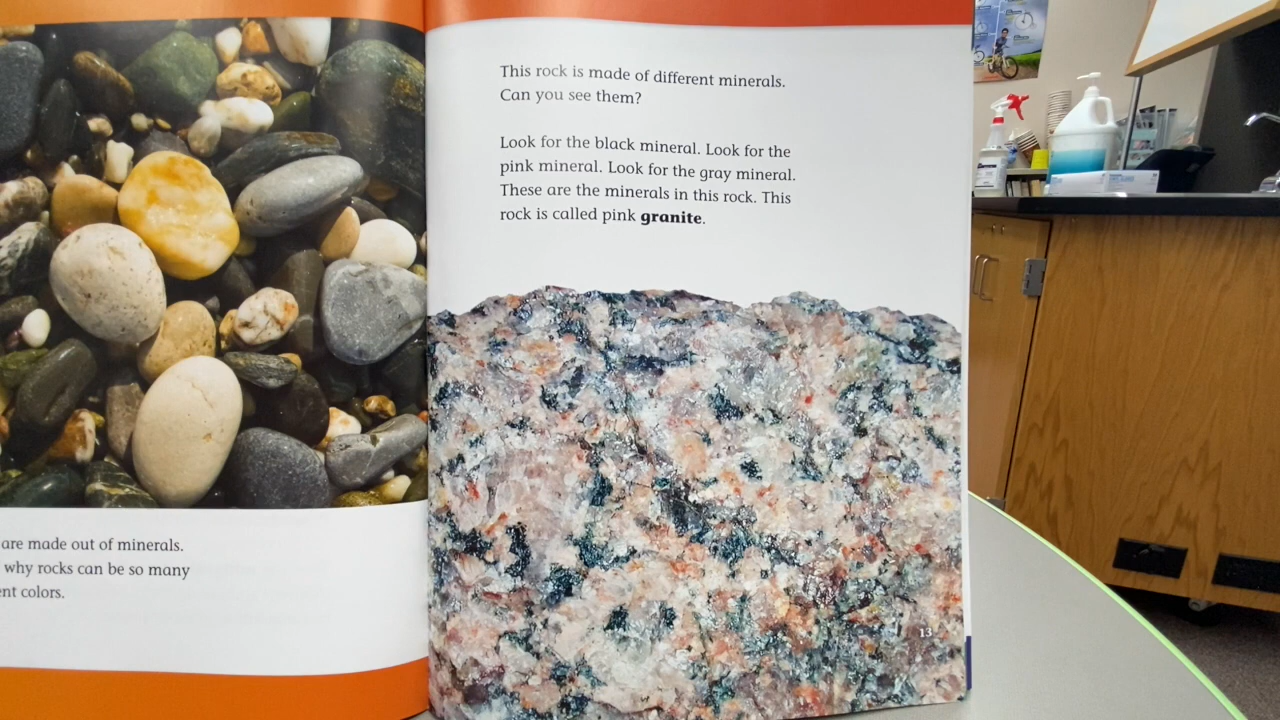 are made out of minerals.
why rocks can be so many
ent colors.
This rock is made of different minerals.
Can you see them?
Look for the black mineral. Look for the
pink mineral. Look for the gray mineral.
These are the minerals in this rock. This
rock is called pink granite.
13